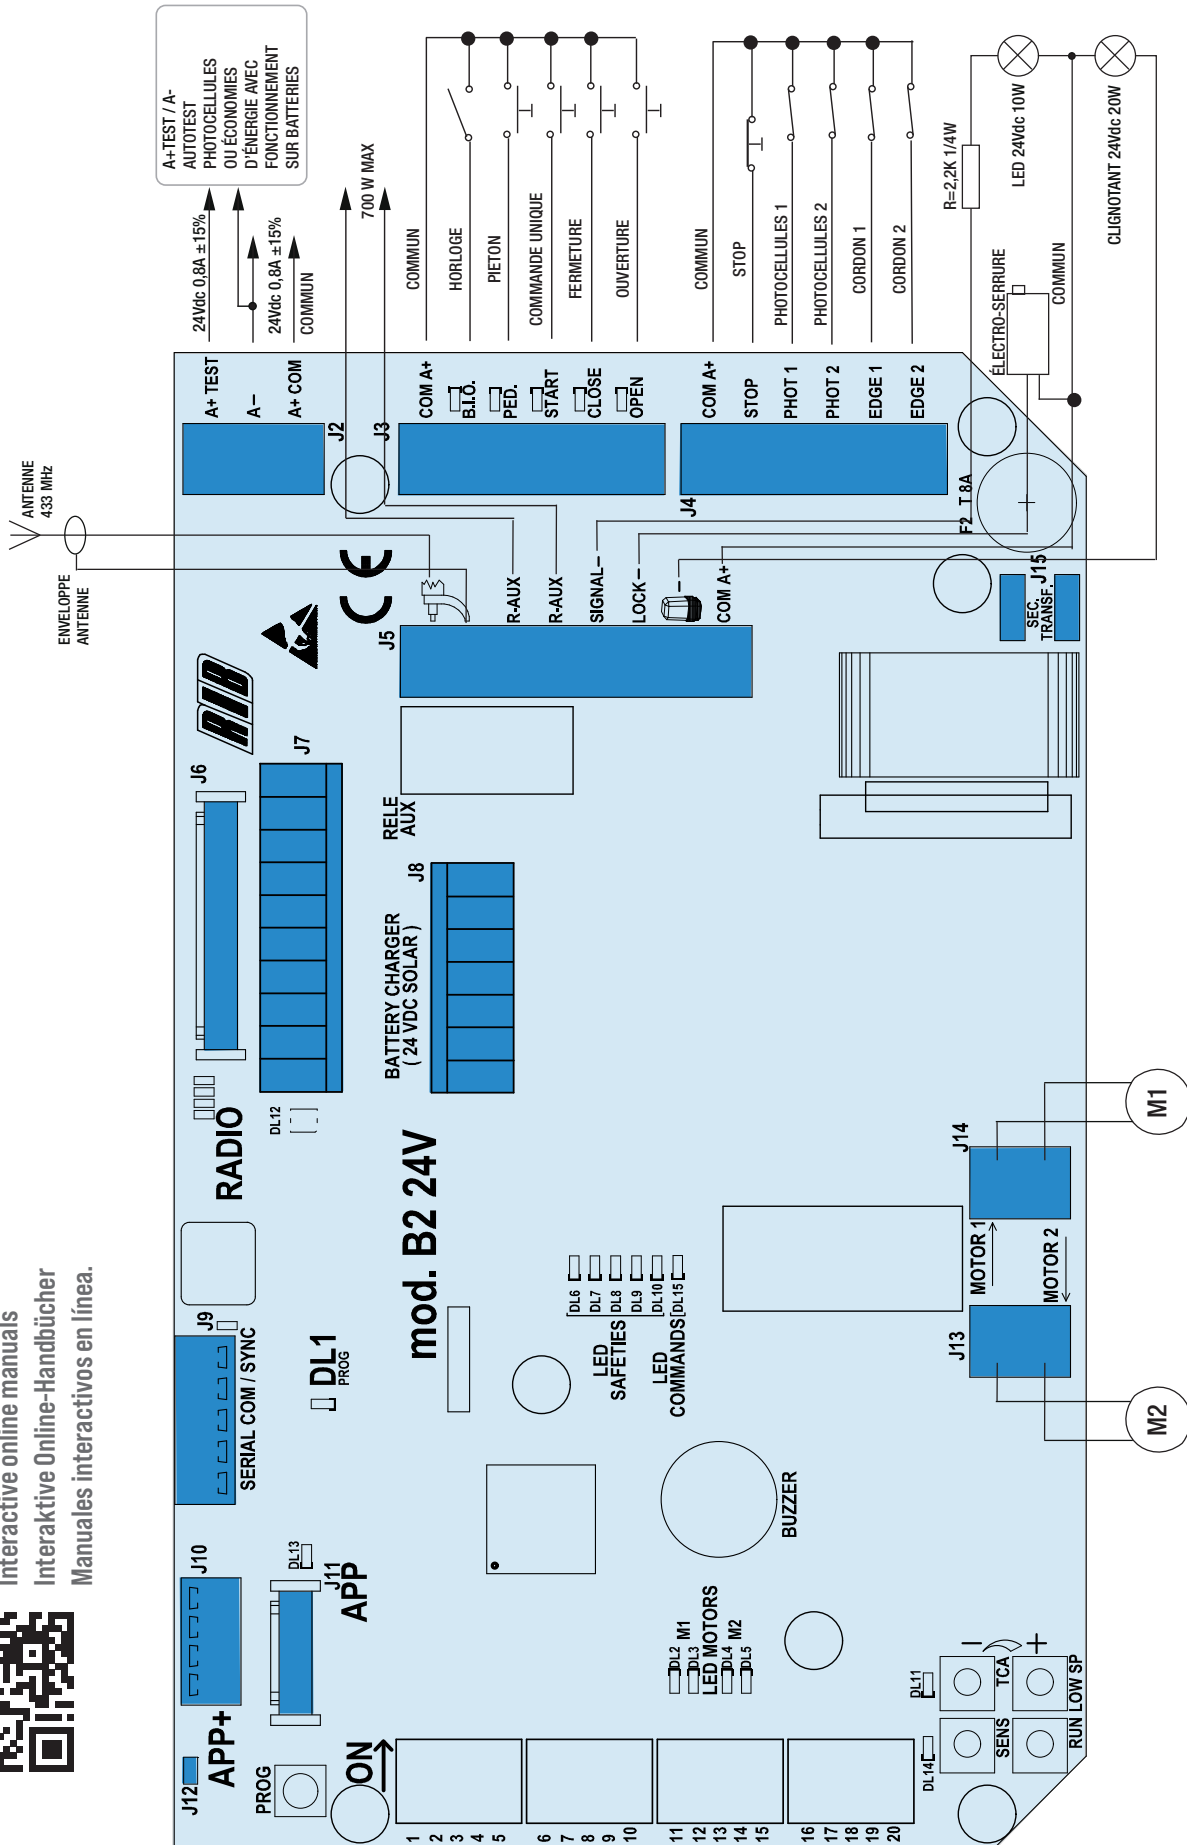 Interactive online manuals
Interaktive Online-Handbücher
Manuales interactivos en línea.
ANTENNE
433 MHz
ENVELOPPE
ANTENNE
A+TEST / A-
AUTOTEST
PHOTOCELLULES
OU ÉCONOMIES
D'ÉNERGIE AVEC
FONCTIONNEMENT
SUR BATTERIES
24Vdc 0,8A ±15%
24Vdc 0,8A ±15%
COMMUN
700 W MAX
COMMUN
HORLOGE
PIETON
COMMANDE UNIQUE
FERMETURE
OUVERTURE
COMMUN
STOP
PHOTOCELLULES 1
PHOTOCELLULES 2
CORDON 1
CORDON 2
R=2,2K 1/4W
LED 24Vdc 10W
CLIGNOTANT 24Vdc 20W
ÉLECTRO-SERRURE
COMMUN
A+ TEST
A–
A+ COM
J2
J3
COM A+
B.I.O.
PED.
START
CLOSE
OPEN
J4
COM A+
STOP
PHOT 1
PHOT 2
EDGE 1
EDGE 2
J5
R-AUX
R-AUX
SIGNAL–
LOCK–
–
COM A+
F2 T 8A
J15
SEC.
TRANSF.
CE
RIB
J6
J7
RELE
AUX
J8
BATTERY CHARGER
( 24 VDC SOLAR )
RADIO
DL12
mod. B2 24V
J9
SERIAL COM / SYNC
DL1
PROG
DL6
DL7
DL8
DL9
DL10
DL15
LED
SAFETIES
LED
COMMANDS
J14
MOTOR 1
MOTOR 2
J13
M1
M2
BUZZER
J10
DL13
J11
APP
J12
APP+
PROG
ON
DL2
DL3
M1
LED MOTORS
DL4
DL5
M2
DL11
DL14
–
+
TCA
LOW SP
SENS
RUN
1
2
3
4
5
6
7
8
9
10
11
12
13
14
15
16
17
18
19
20